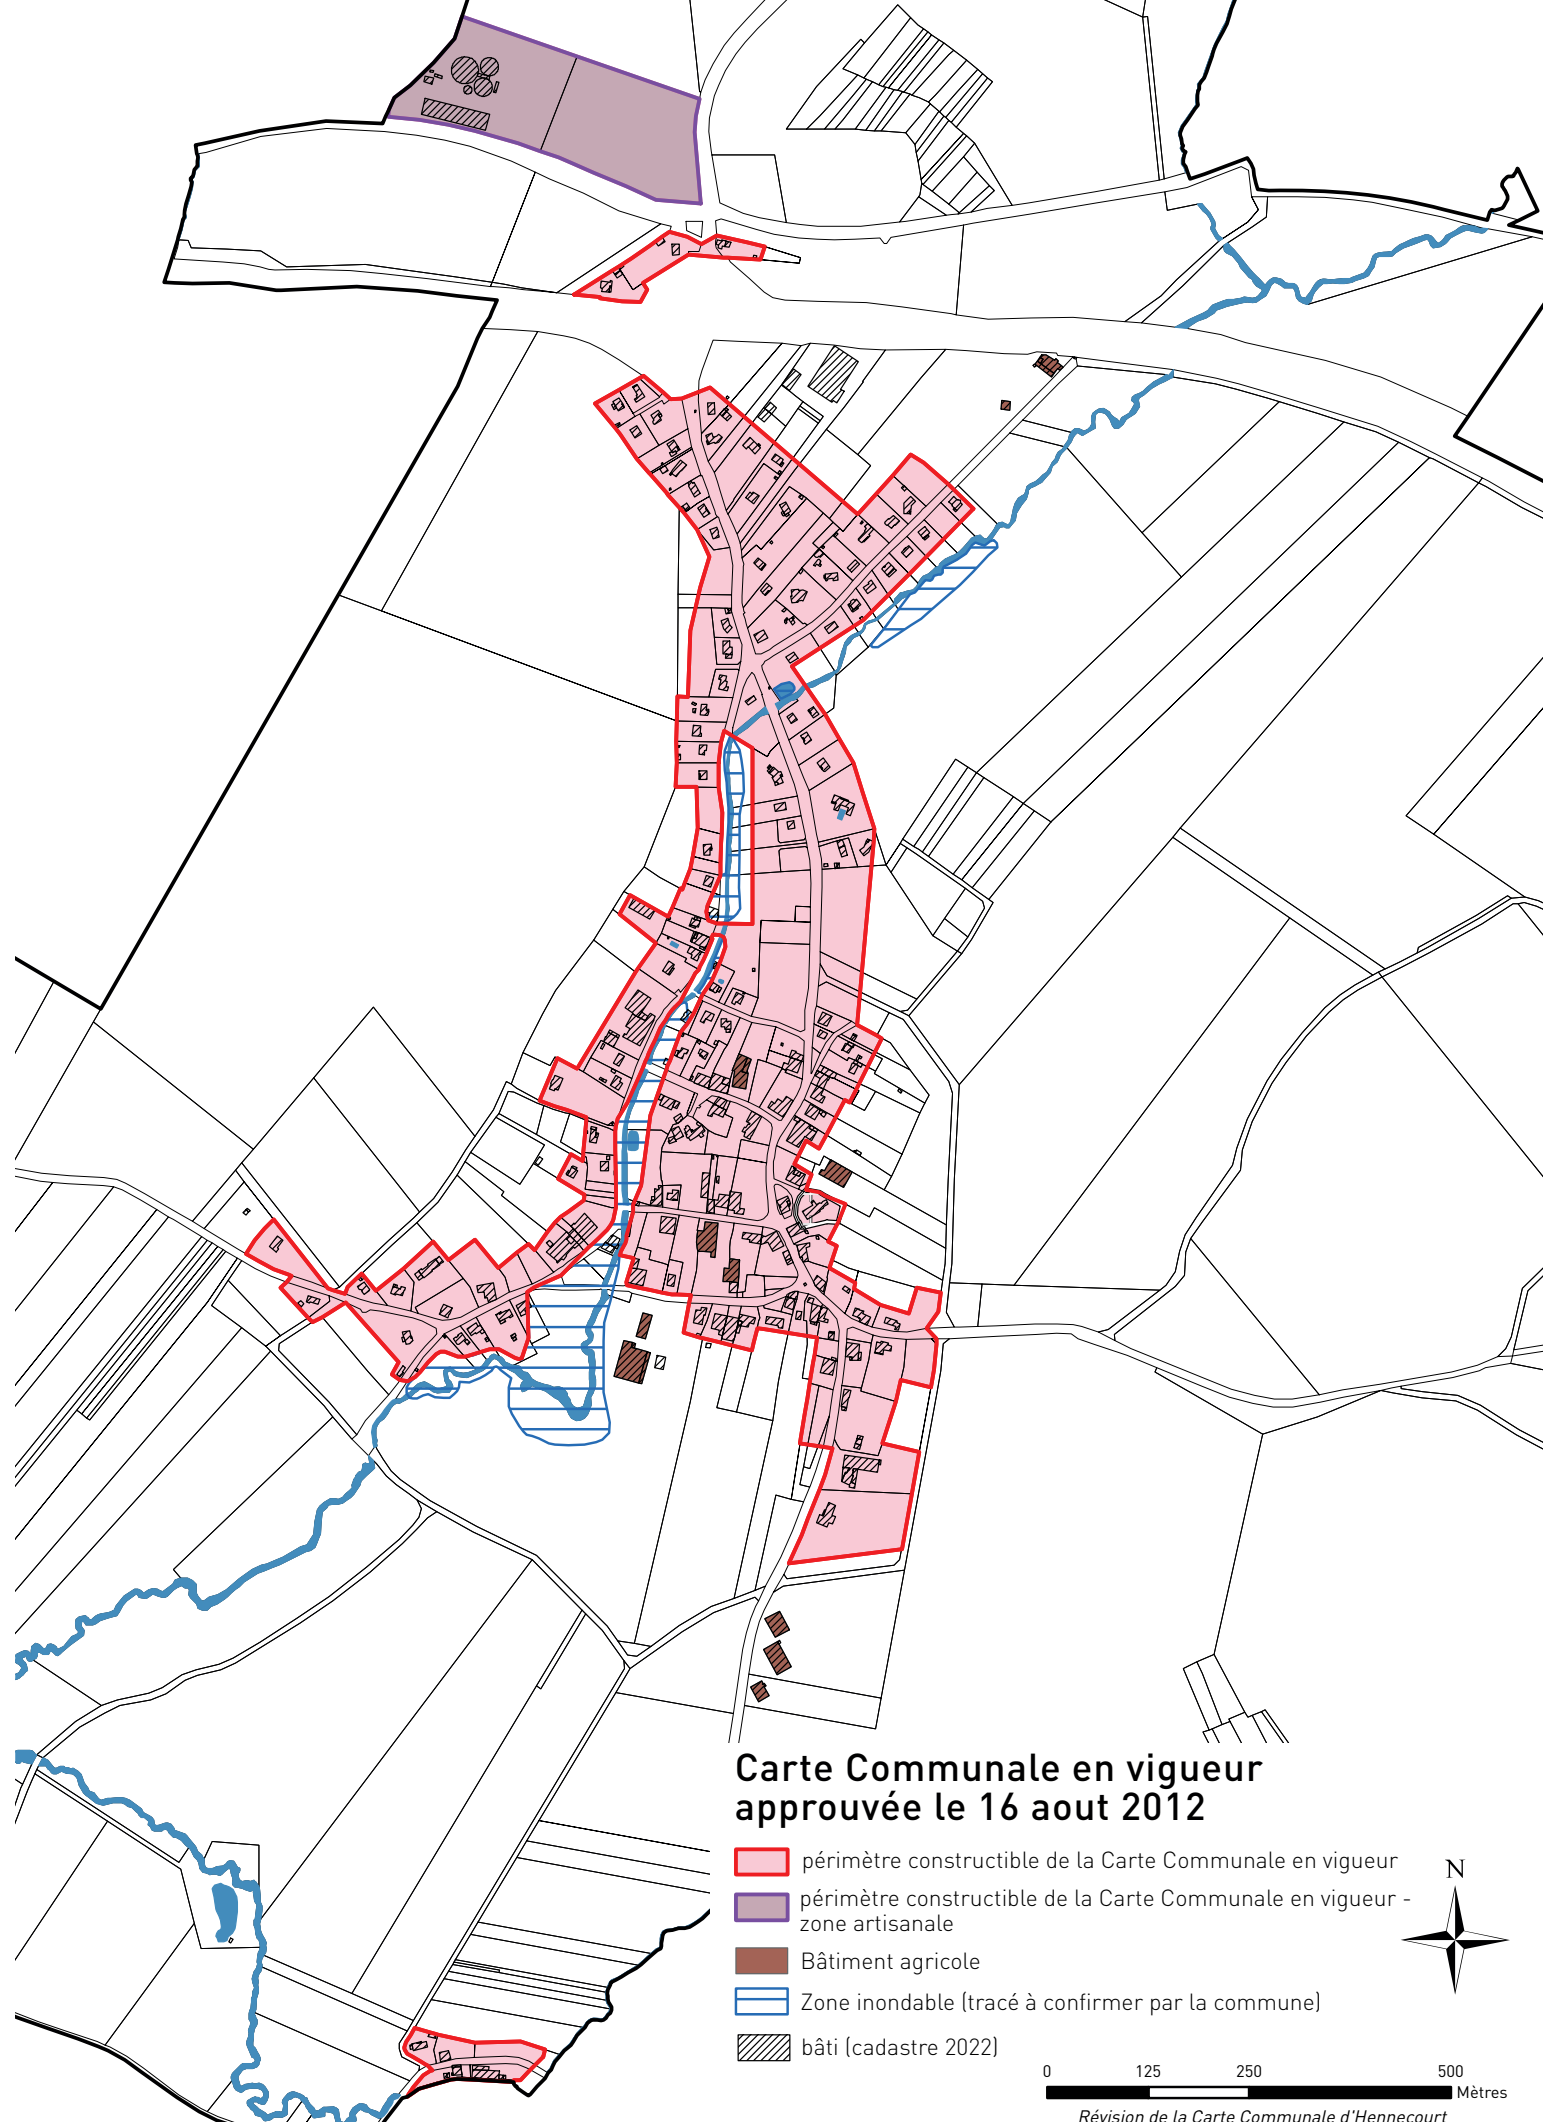 Carte Communale en vigueur
approuvée le 16 aout 2012
périmètre constructible de la Carte Communale en vigueur
périmètre constructible de la Carte Communale en vigueur -
zone artisanale
Bâtiment agricole
Zone inondable (tracé à confirmer par la commune)
bâti (cadastre 2022)
N
0 125 250 500
Mètres
Révision de la Carte Communale d'Hennecourt